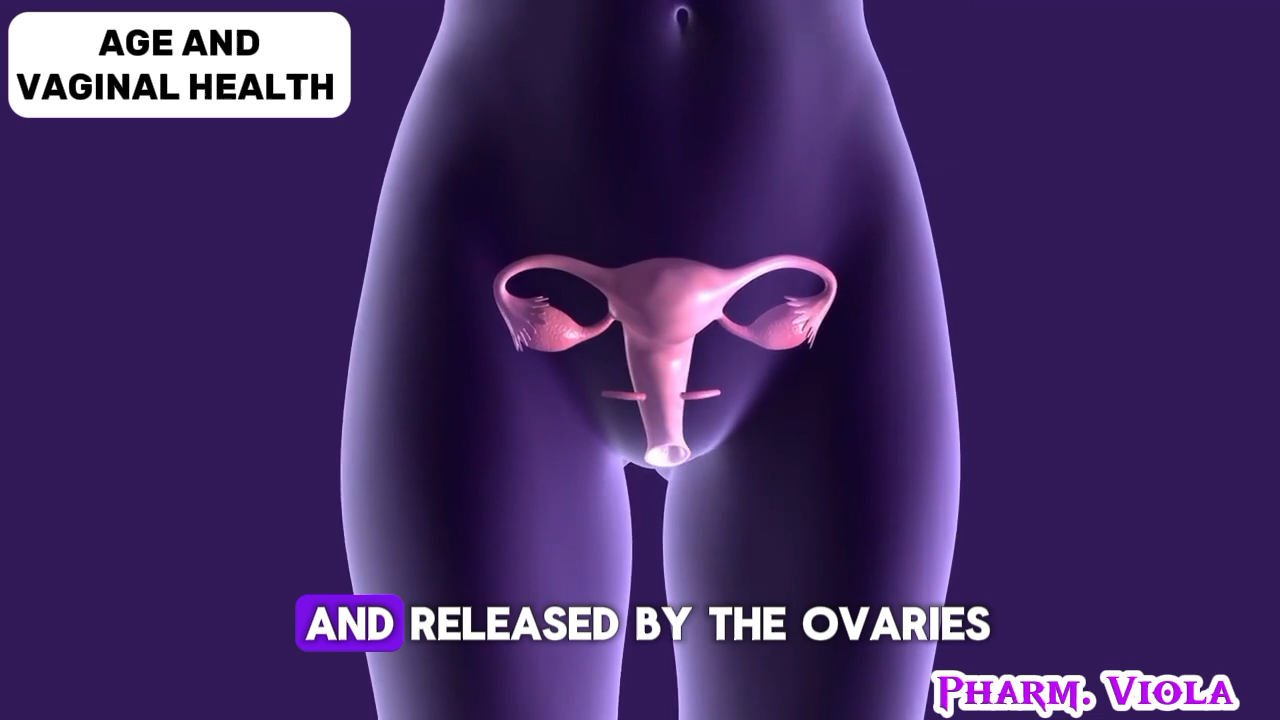 AGE AND
VAGINAL HEALTH
AND RELEASED BY THE OVARIES
PHARM. VIOLA